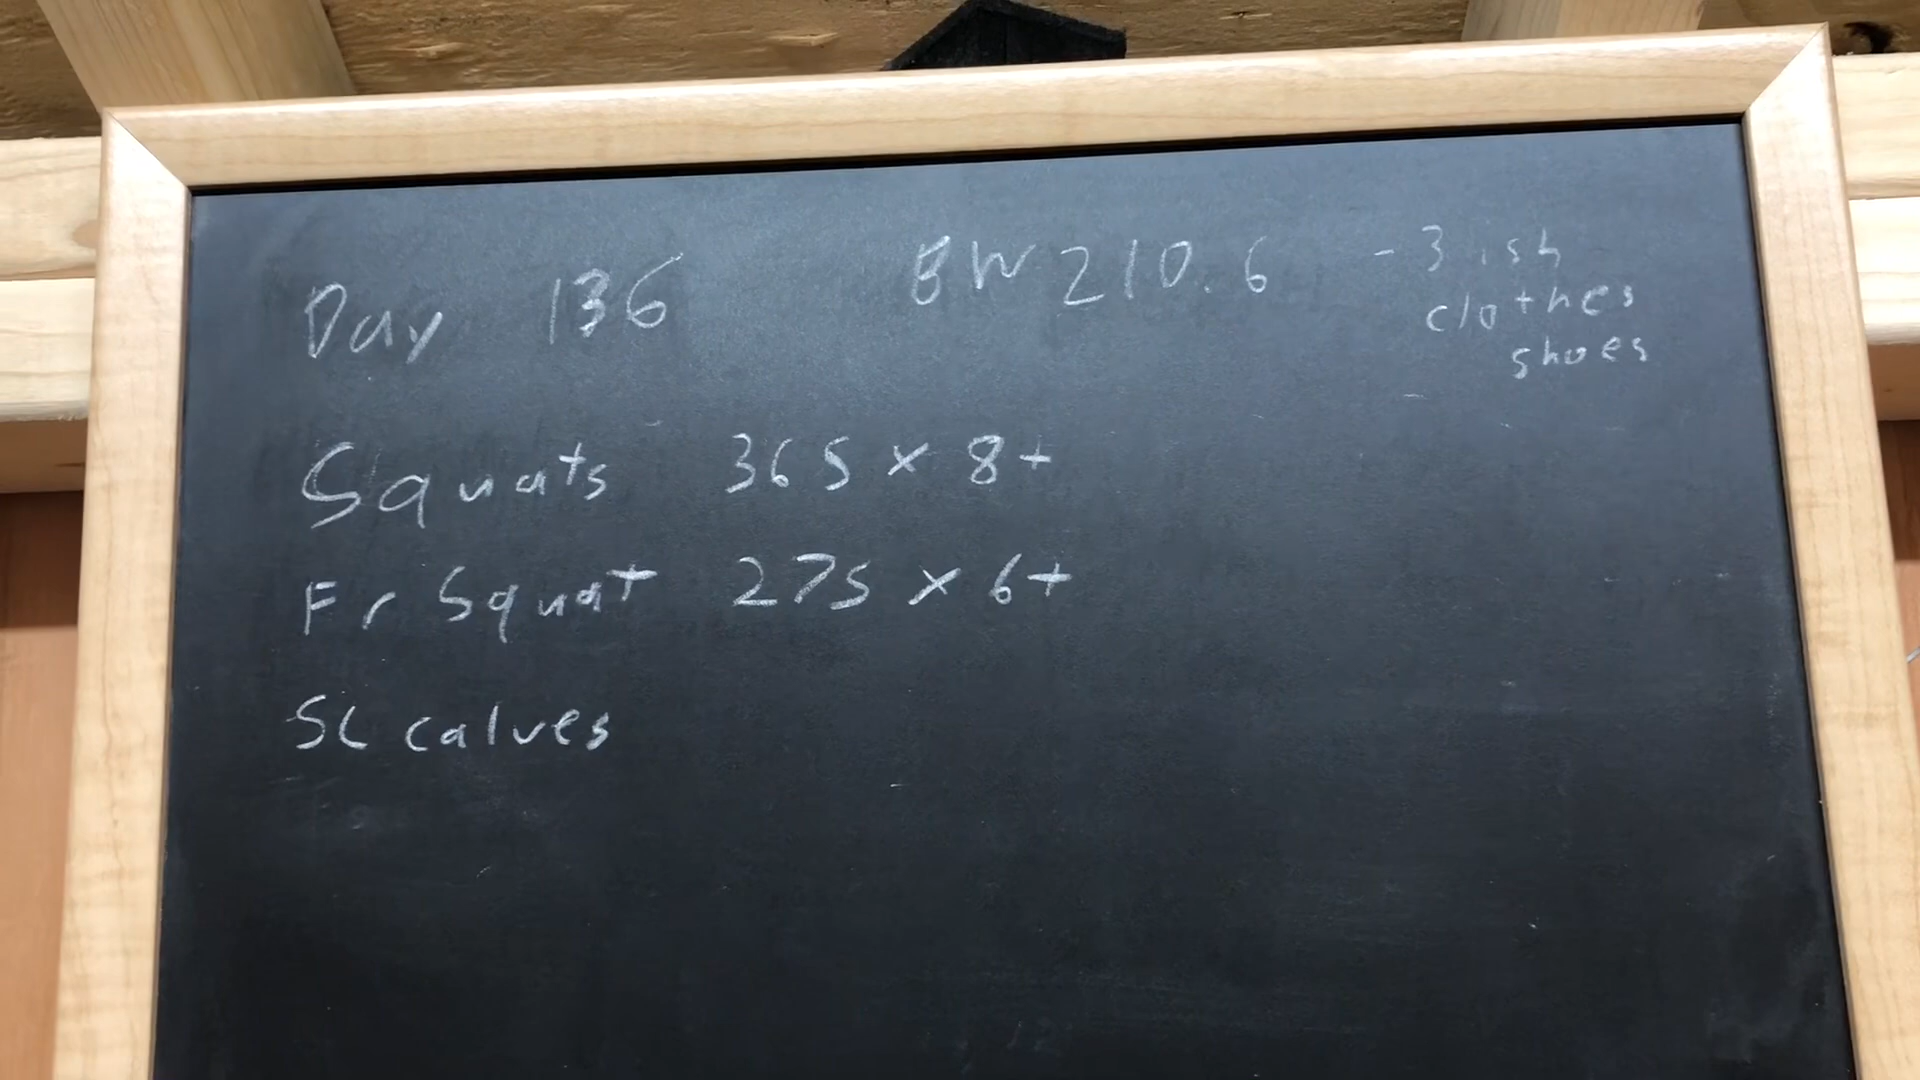 Day 136 BW 210.6 - 3 ish
clothes
shoes
Squats 365 x 8+
Fr Squat 275 x 6+
SL calves